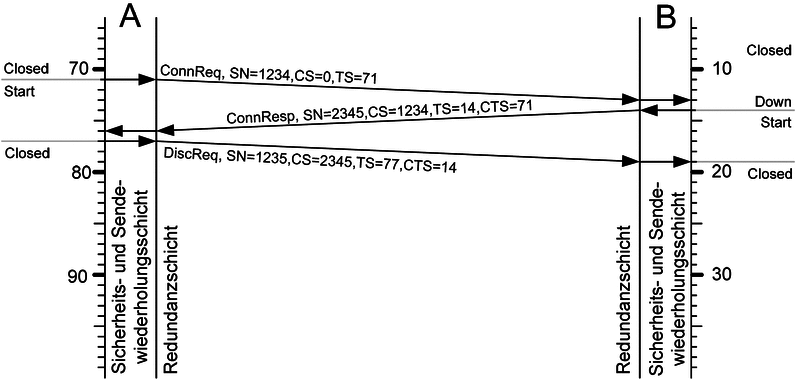 A
B
70
10
Closed
Closed
Start
ConnReq, SN=1234,CS=0,TS=71
ConnResp, SN=2345,CS=1234,TS=14,CTS=71
Down
Start
Closed
DiscReq, SN=1235,CS=2345,TS=77,CTS=14
80
20
Closed
90
30
Sicherheits- und Sende-
wiederholungsschicht
Redundanzschicht
Redundanzschicht
Sicherheits- und Sende-
wiederholungsschicht